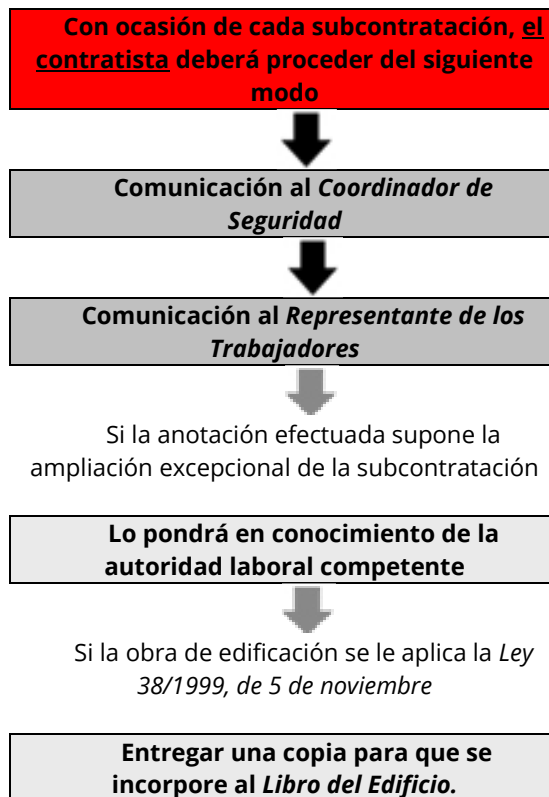 Con ocasión de cada subcontratación, el
contratista deberá proceder del siguiente
modo
Comunicación al Coordinador de
Seguridad
Comunicación al Representante de los
Trabajadores
Si la anotación efectuada supone la
ampliación excepcional de la subcontratación
Lo pondrá en conocimiento de la
autoridad laboral competente
Si la obra de edificación se le aplica la Ley
38/1999, de 5 de noviembre
Entregar una copia para que se
incorpore al Libro del Edificio.